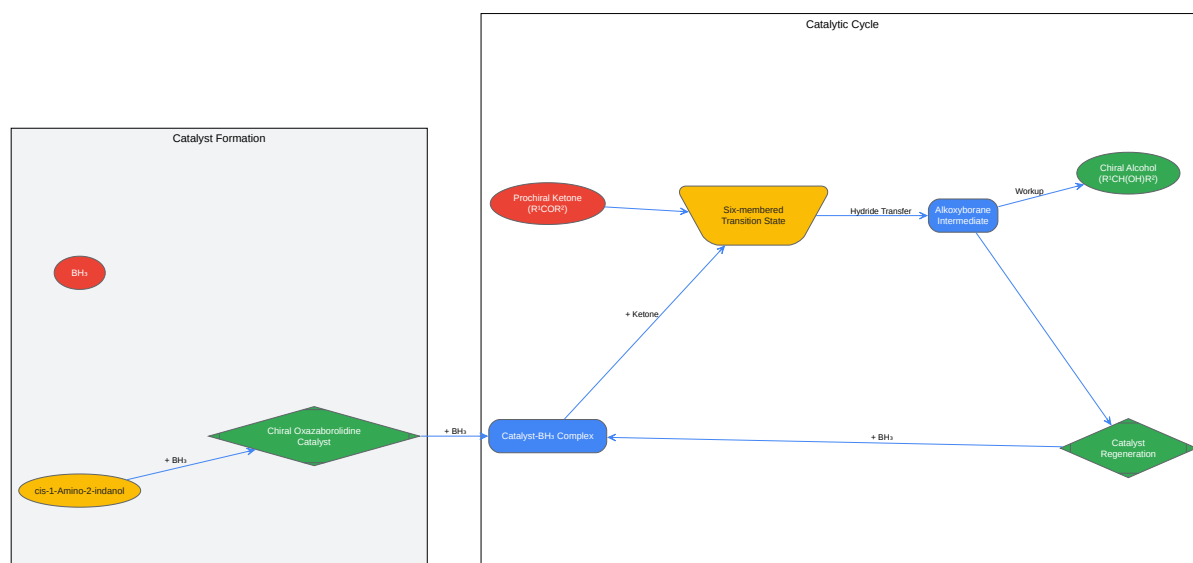 Catalytic Cycle
Catalyst Formation
Prochiral Ketone
(R¹COR²)
Six-membered
Transition State
Hydride Transfer
Alkoxyborane
Intermediate
Workup
Chiral Alcohol
(R¹CH(OH)R²)
BH₃
+ Ketone
Chiral Oxazaborolidine
Catalyst
+ BH₃
Catalyst-BH₃ Complex
+ BH₃
Catalyst
Regeneration
+ BH₃
cis-1-Amino-2-indanol